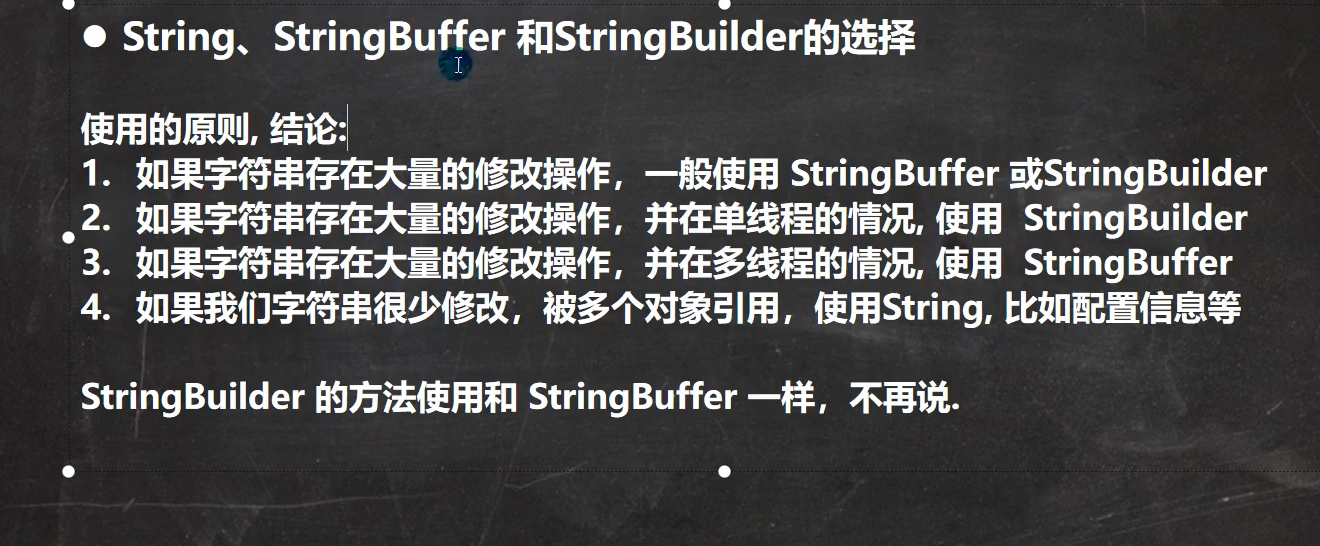 ● String、StringBuffer 和StringBuilder的选择
使用的原则, 结论:
1. 如果字符串存在大量的修改操作，一般使用 StringBuffer 或StringBuilder
2. 如果字符串存在大量的修改操作，并在单线程的情况, 使用 StringBuilder
3. 如果字符串存在大量的修改操作，并在多线程的情况, 使用 StringBuffer
4. 如果我们字符串很少修改，被多个对象引用，使用String, 比如配置信息等
StringBuilder 的方法使用和 StringBuffer 一样，不再说.